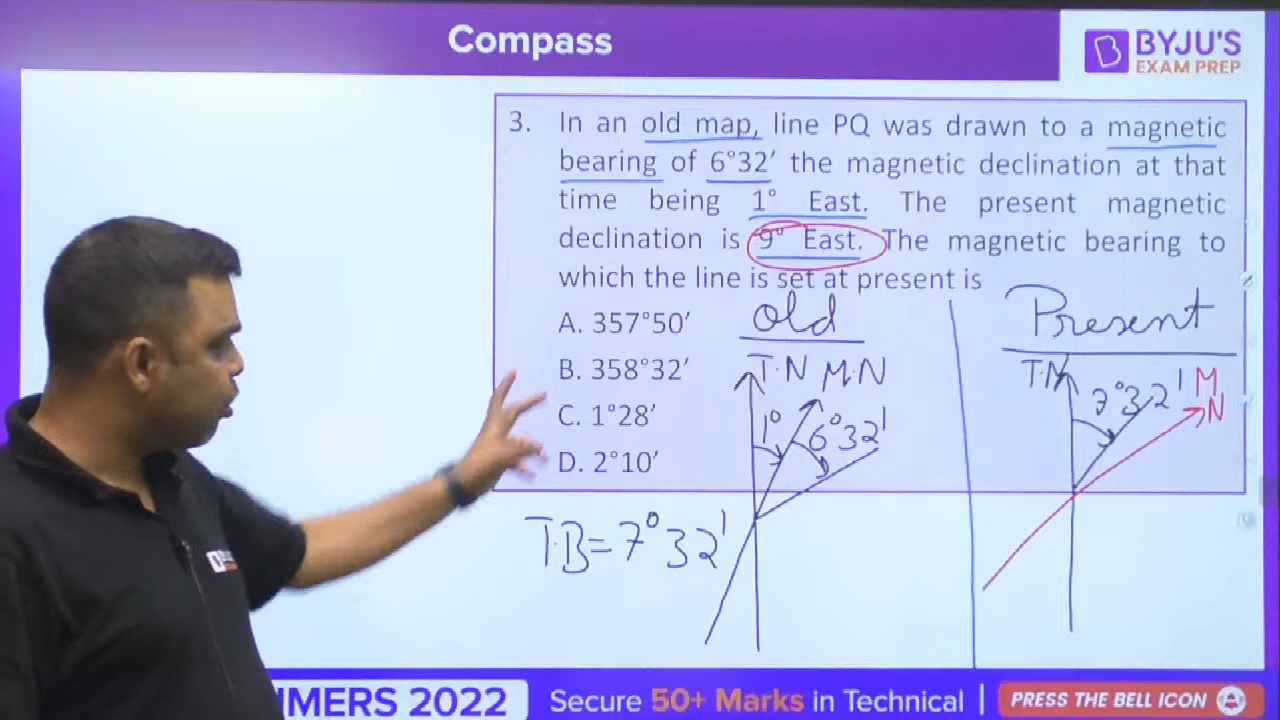 Compass
BYJU'S
EXAM PREP
3. In an old map, line PQ was drawn to a magnetic
bearing of 6°32' the magnetic declination at that
time being 1° East. The present magnetic
declination is 9° East. The magnetic bearing to
which the line is set at present is
A. 357°50'
B. 358°32'
C. 1°28'
D. 2°10'
Old
T.N M.N
1° 6°32'
T.B=7°32'
Present
T.N 7°32' M
N
IMERS 2022
Secure 50+ Marks in Technical
PRESS THE BELL ICON